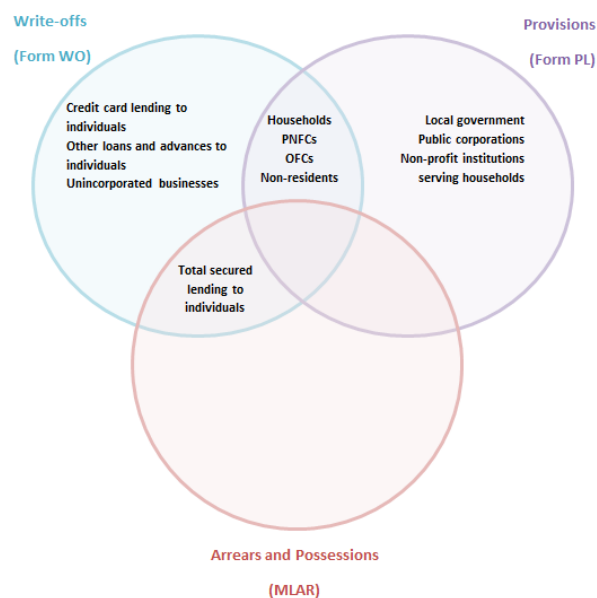 Write-offs
(Form WO)
Provisions
(Form PL)
Credit card lending to
individuals
Other loans and advances to
individuals
Unincorporated businesses
Households
PNFCs
OFCs
Non-residents
Local government
Public corporations
Non-profit institutions
serving households
Total secured
lending to
individuals
Arrears and Possessions
(MLAR)